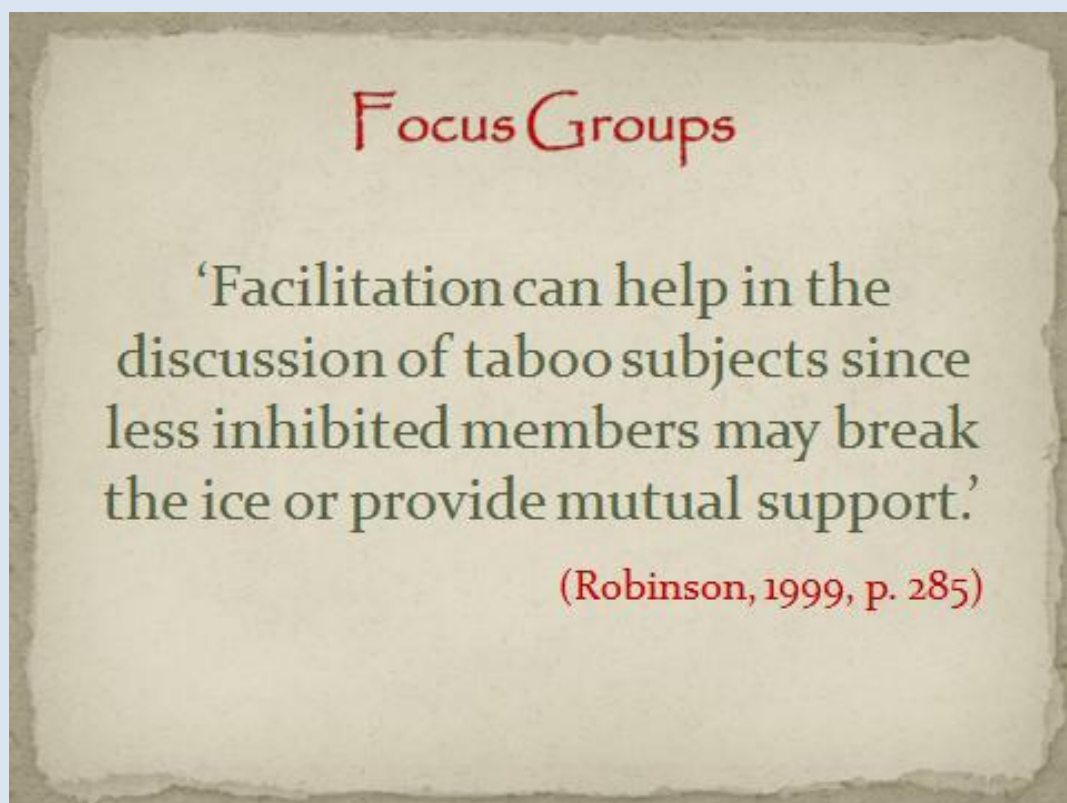 Focus Groups
‘Facilitation can help in the
discussion of taboo subjects since
less inhibited members may break
the ice or provide mutual support.’
(Robinson, 1999, p. 285)